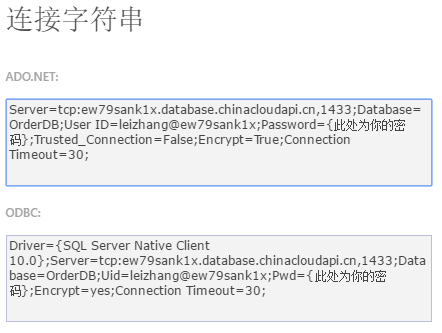 连接字符串
ADO.NET:
Server=tcp:ew79sank1x.database.chinacloudapi.cn,1433;Database=
OrderDB;User ID=leizhang@ew79sank1x;Password={此处为你的密
码};Trusted_Connection=False;Encrypt=True;Connection
Timeout=30;
ODBC:
Driver={SQL Server Native Client
10.0};Server=tcp:ew79sank1x.database.chinacloudapi.cn,1433;Data
base=OrderDB;Uid=leizhang@ew79sank1x;Pwd={此处为你的密
码};Encrypt=yes;Connection Timeout=30;